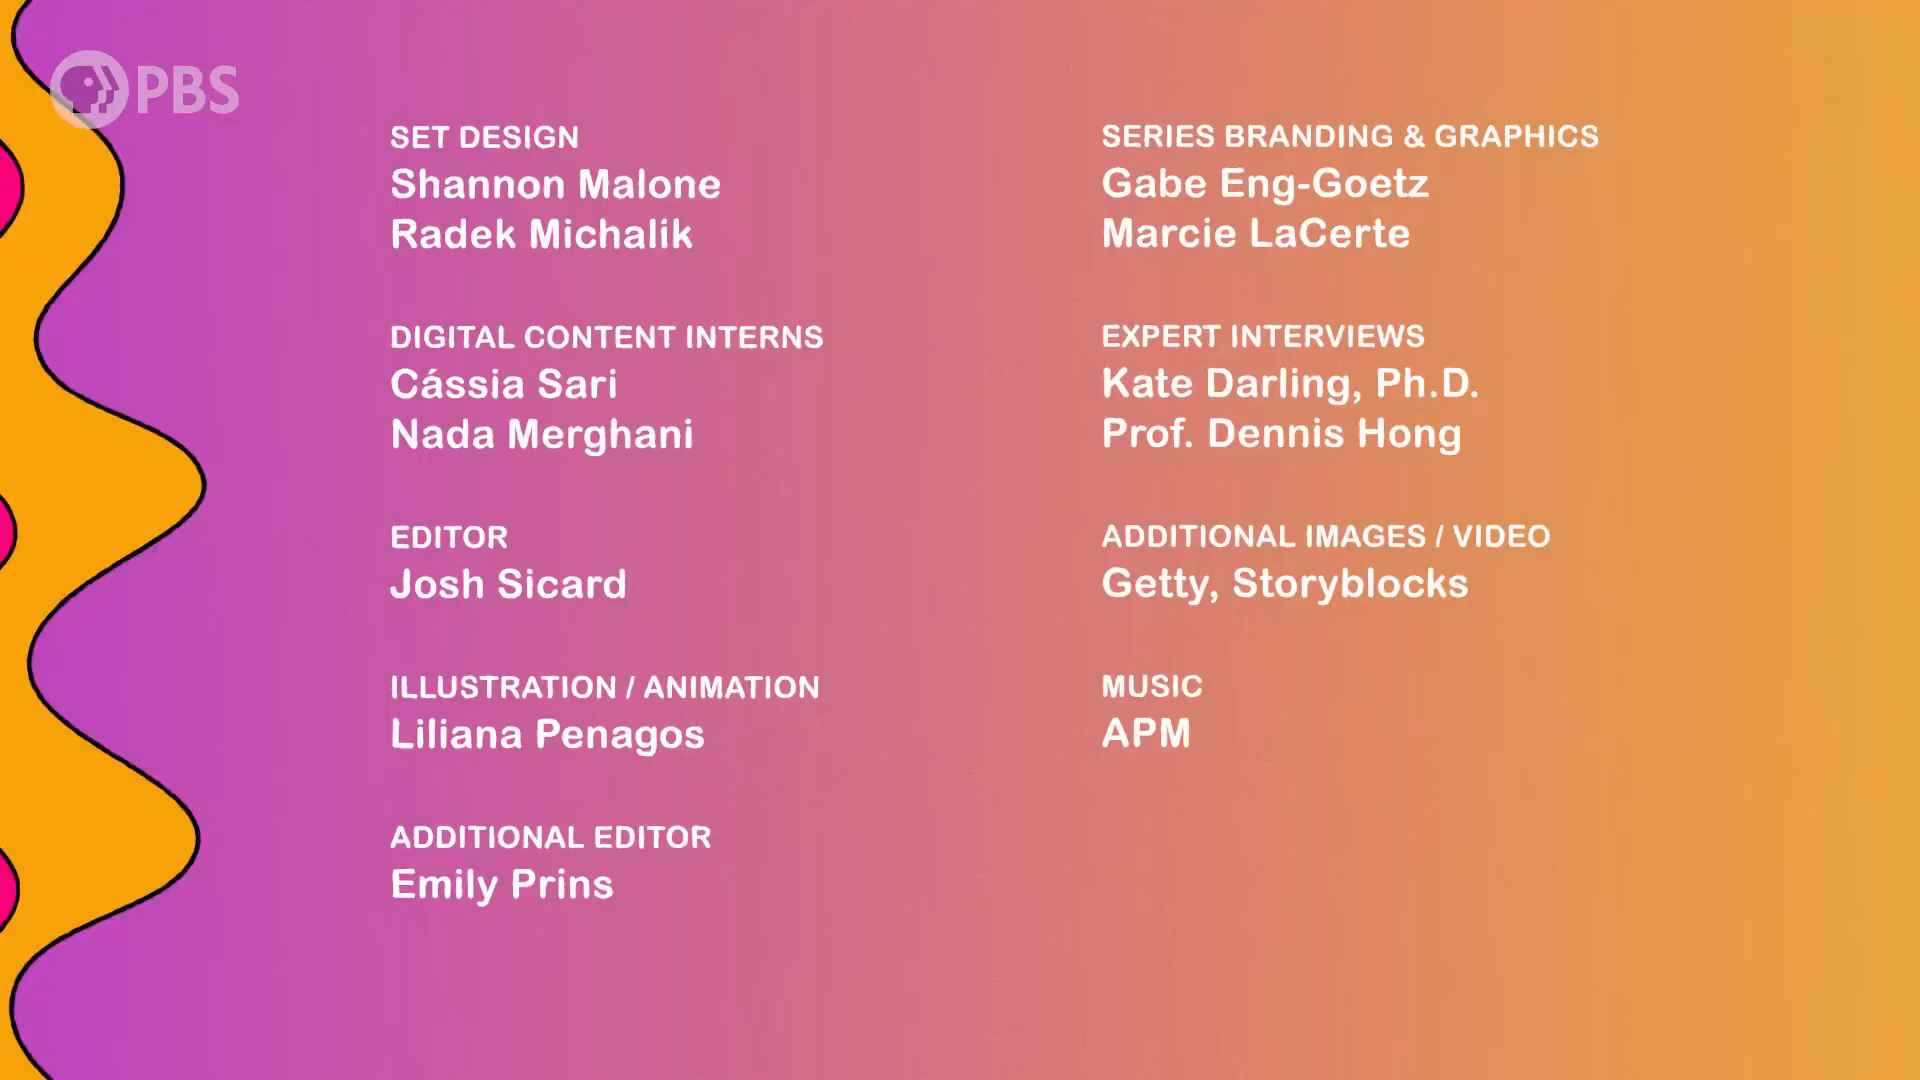 PBS
SET DESIGN
Shannon Malone
Radek Michalik
DIGITAL CONTENT INTERNS
Cássia Sari
Nada Merghani
EDITOR
Josh Sicard
ILLUSTRATION / ANIMATION
Liliana Penagos
ADDITIONAL EDITOR
Emily Prins
SERIES BRANDING & GRAPHICS
Gabe Eng-Goetz
Marcie LaCerte
EXPERT INTERVIEWS
Kate Darling, Ph.D.
Prof. Dennis Hong
ADDITIONAL IMAGES / VIDEO
Getty, Storyblocks
MUSIC
APM